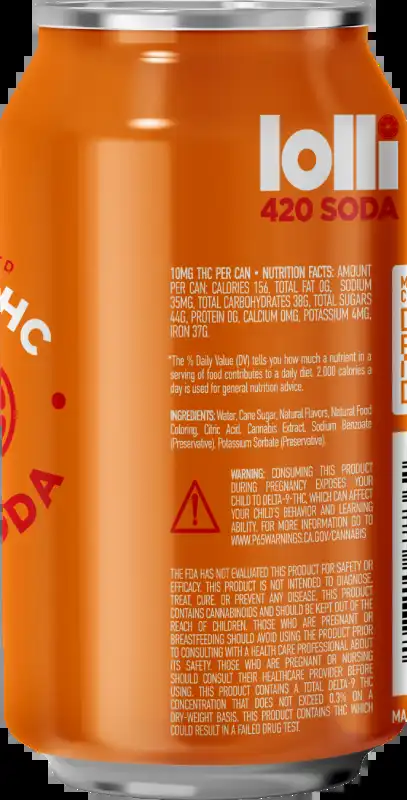 lolli
420 SODA
10MG THC PER CAN • NUTRITION FACTS: AMOUNT
PER CAN: CALORIES 156, TOTAL FAT 0G, SODIUM
35MG, TOTAL CARBOHYDRATES 38G, TOTAL SUGARS
44G, PROTEIN 0G, CALCIUM 0MG, POTASSIUM 4MG,
IRON 37G.
*The % Daily Value (DV) tells you how much a nutrient in a
serving of food contributes to a daily diet. 2,000 calories a
day is used for general nutrition advice.
INGREDIENTS: Water, Cane Sugar, Natural Flavors, Natural Food
Coloring, Citric Acid, Cannabis Extract, Sodium Benzoate
(Preservative), Potassium Sorbate (Preservative).
WARNING: CONSUMING THIS PRODUCT
DURING PREGNANCY EXPOSES YOUR
CHILD TO DELTA-9-THC, WHICH CAN AFFECT
YOUR CHILD'S BEHAVIOR AND LEARNING
ABILITY. FOR MORE INFORMATION GO TO
WWW.P65WARNINGS.CA.GOV/CANNABIS
THE FDA HAS NOT EVALUATED THIS PRODUCT FOR SAFETY OR
EFFICACY. THIS PRODUCT IS NOT INTENDED TO DIAGNOSE,
TREAT, CURE, OR PREVENT ANY DISEASE. THIS PRODUCT
CONTAINS CANNABINOIDS AND SHOULD BE KEPT OUT OF THE
REACH OF CHILDREN. THOSE WHO ARE PREGNANT OR
BREASTFEEDING SHOULD AVOID USING THE PRODUCT PRIOR
TO CONSULTING WITH A HEALTH CARE PROFESSIONAL ABOUT
ITS SAFETY. THOSE WHO ARE PREGNANT OR NURSING
SHOULD CONSULT THEIR HEALTHCARE PROVIDER BEFORE
USING. THIS PRODUCT CONTAINS A TOTAL DELTA-9 THC
CONCENTRATION THAT DOES NOT EXCEED 0.3% ON A
DRY-WEIGHT BASIS. THIS PRODUCT CONTAINS THC WHICH
COULD RESULT IN A FAILED DRUG TEST.
HC
ODA
MA